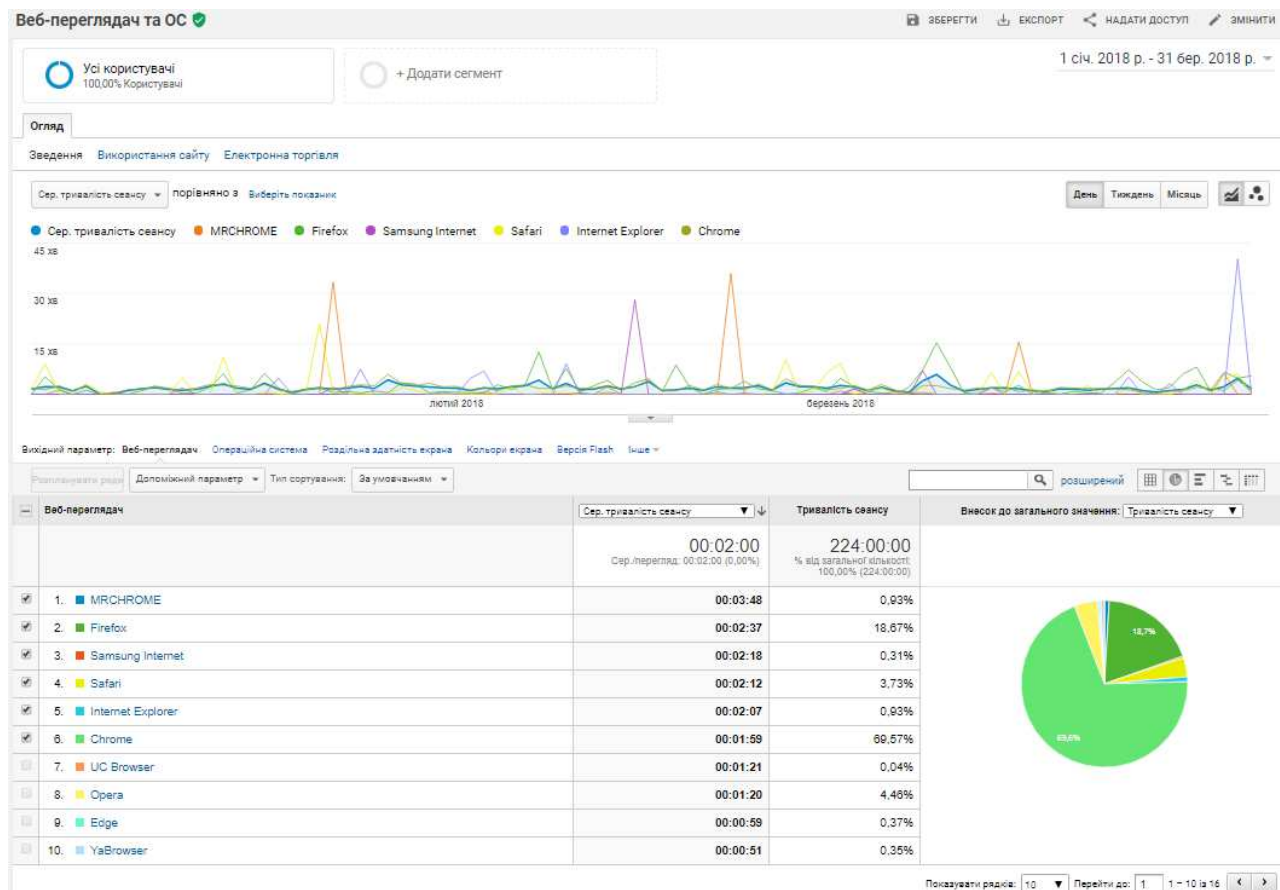 Веб-переглядач та ОС
ЗБЕРЕГТИ ЕКСПОРТ НАДАТИ ДОСТУП ЗМІНИТИ
Усі користувачі
100,00% Користувачі
+ Додати сегмент
1 січ. 2018 р. - 31 бер. 2018 р.
Огляд
Зведення Використання сайту Електронна торгівля
Сер. тривалість сеансу порівняно з Виберіть показник
День Тиждень Місяць
Сер. тривалість сеансу MRCHROME Firefox Samsung Internet Safari Internet Explorer Chrome
45 хв
30 хв
15 хв
лютий 2018 березень 2018
Вихідний параметр: Веб-переглядач Операційна система Роздільна здатність екрана Кольори екрана Версія Flash Інше
Розпланувати рядки Допоміжний параметр Тип сортування: За умовчанням розширений
Веб-переглядач Сер. тривалість сеансу Тривалість сеансу Внесок до загального значення: Тривалість сеансу
00:02:00 224:00:00
Сер./перегляд: 00:02:00 (0,00%) % від загальної кількості:
100,00% (224:00:00)
1. MRCHROME 00:03:48 0,93%
2. Firefox 00:02:37 18,67%
3. Samsung Internet 00:02:18 0,31%
4. Safari 00:02:12 3,73%
5. Internet Explorer 00:02:07 0,93%
6. Chrome 00:01:59 69,57%
7. UC Browser 00:01:21 0,04%
8. Opera 00:01:20 4,46%
9. Edge 00:00:59 0,37%
10. YaBrowser 00:00:51 0,35%
18,7%
69,6%
Показувати рядків: 10 Перейти до: 1 1 – 10 із 16